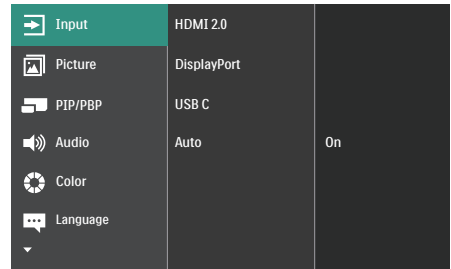 Input
HDMI 2.0
Picture
DisplayPort
PIP/PBP
USB C
Audio
Auto
On
Color
Language